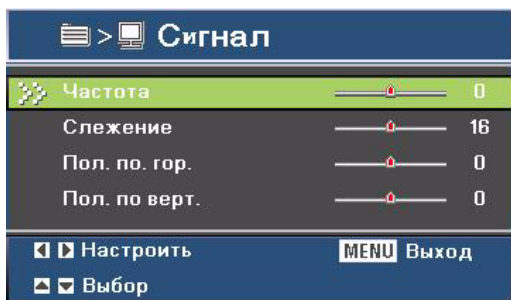 > Сигнал
Частота 0
Слежение 16
Пол. по. гор. 0
Пол. по верт. 0
Настроить MENU Выход
Выбор